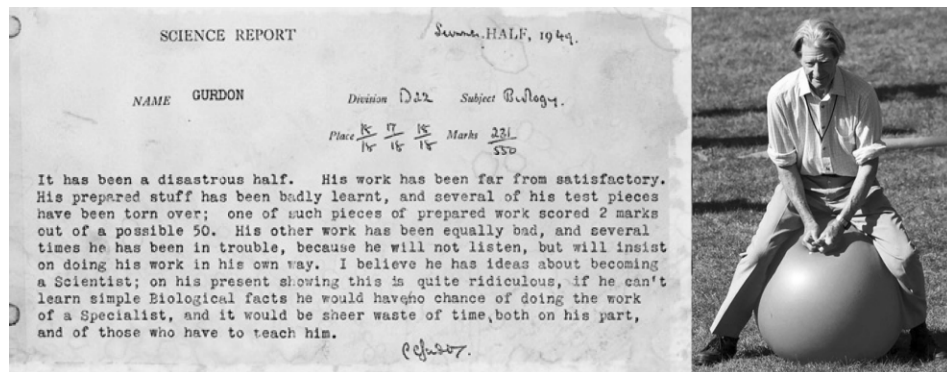 SCIENCE REPORT
Summer HALF, 1949.
NAME GURDON Division D22 Subject Biology.
Place 18/18 17/18 18/18 Marks 231/550
It has been a disastrous half. His work has been far from satisfactory.
His prepared stuff has been badly learnt, and several of his test pieces
have been torn over; one of such pieces of prepared work scored 2 marks
out of a possible 50. His other work has been equally bad, and several
times he has been in trouble, because he will not listen, but will insist
on doing his work in his own way. I believe he has ideas about becoming
a Scientist; on his present showing this is quite ridiculous, if he can't
learn simple Biological facts he would have no chance of doing the work
of a Specialist, and it would be sheer waste of time, both on his part,
and of those who have to teach him.